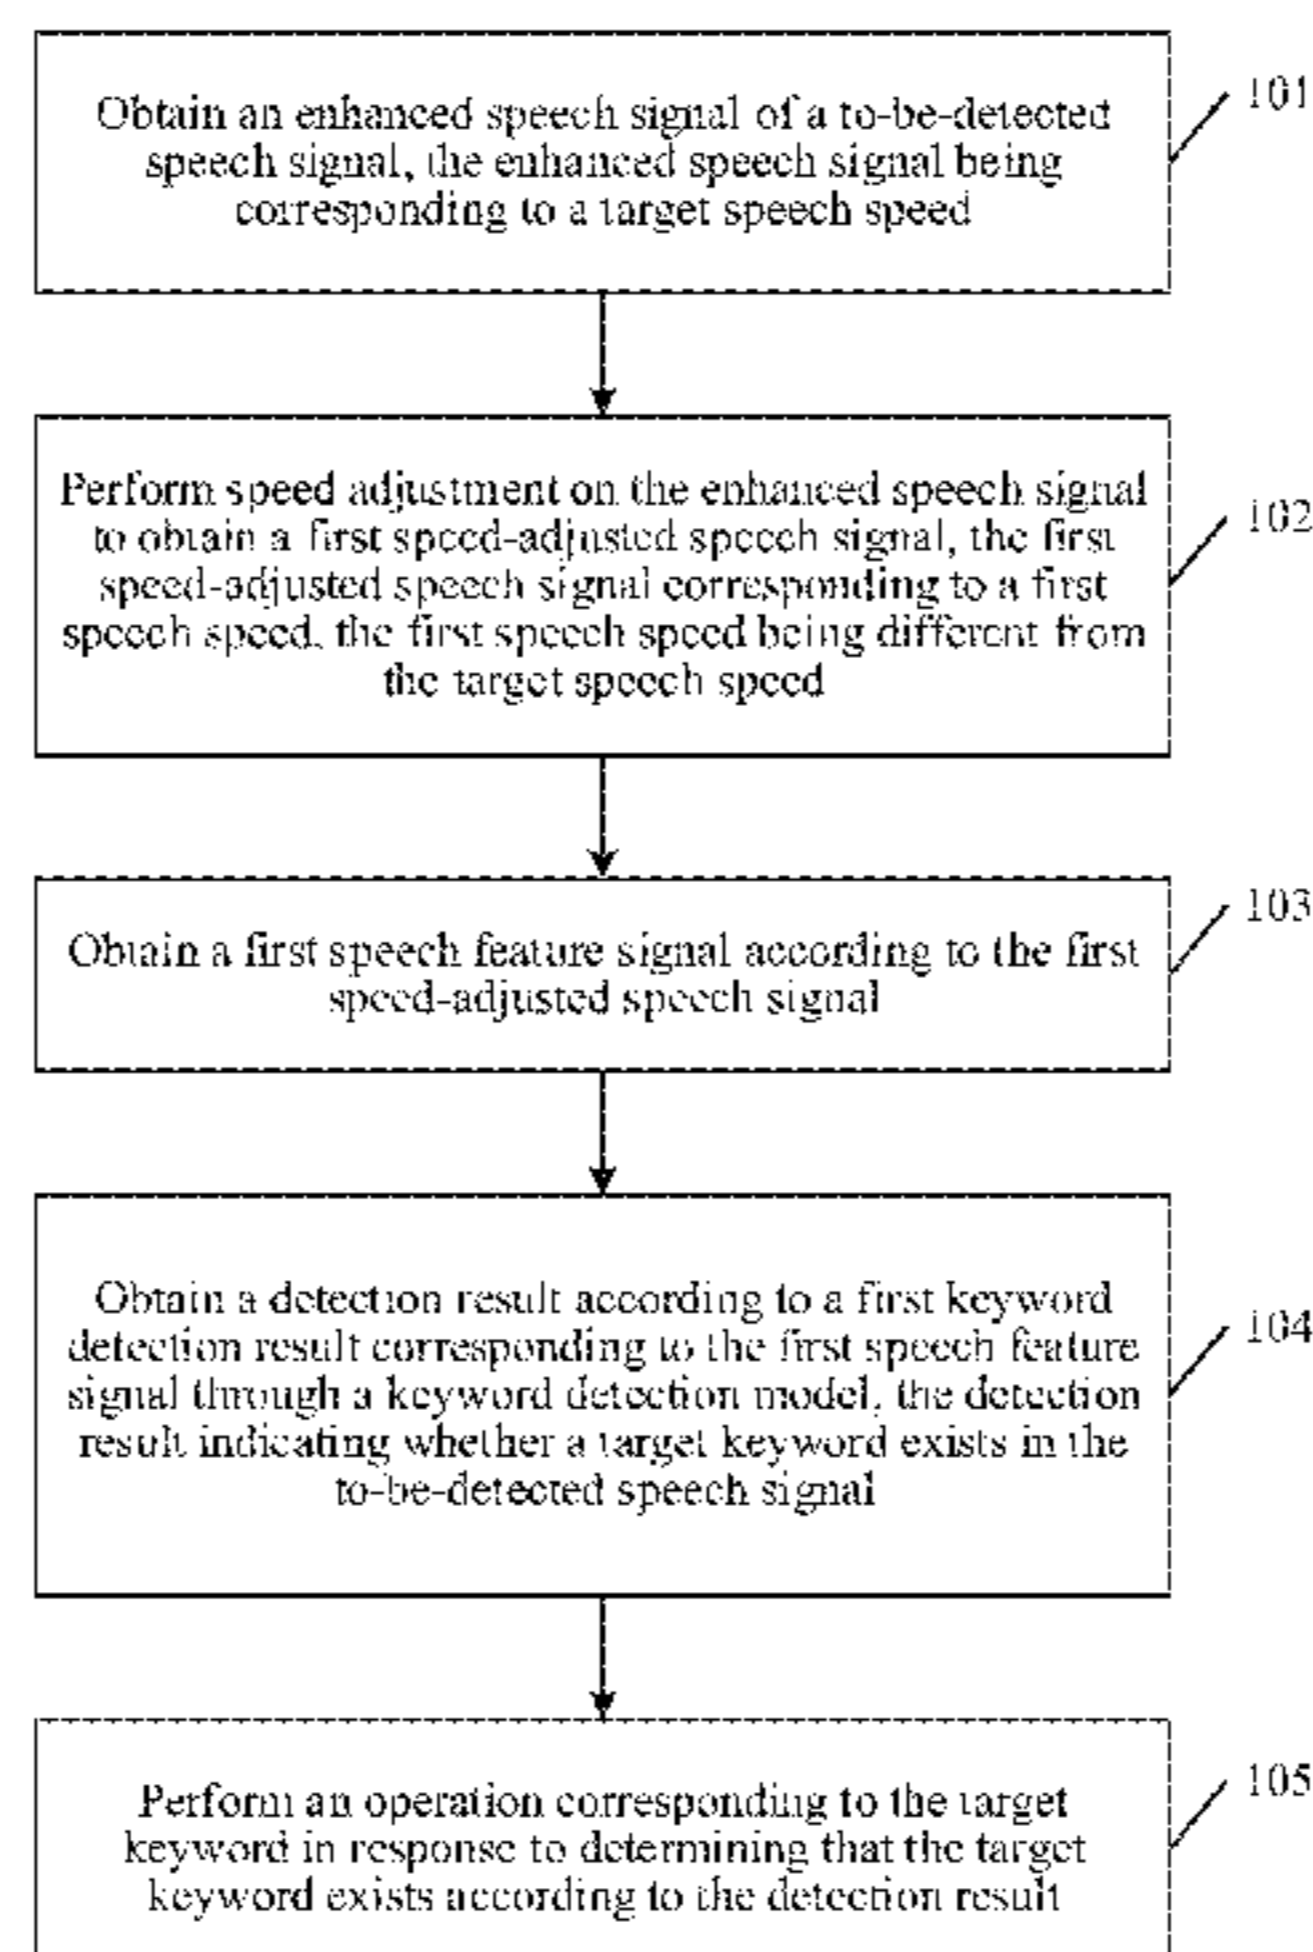 Obtain an enhanced speech signal of a to-be-detected
speech signal, the enhanced speech signal being
corresponding to a target speech speed
101
Perform speed adjustment on the enhanced speech signal
to obtain a first speed-adjusted speech signal, the first
speed-adjusted speech signal corresponding to a first
speech speed, the first speech speed being different from
the target speech speed
102
Obtain a first speech feature signal according to the first
speed-adjusted speech signal
103
Obtain a detection result according to a first keyword
detection result corresponding to the first speech feature
signal through a keyword detection model, the detection
result indicating whether a target keyword exists in the
to-be-detected speech signal
104
Perform an operation corresponding to the target
keyword in response to determining that the target
keyword exists according to the detection result
105